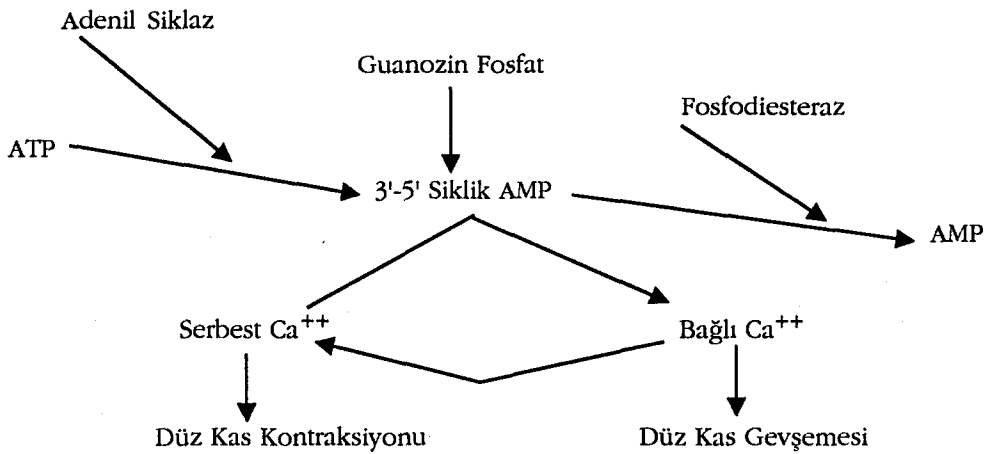 Adenil Siklaz
Guanozin Fosfat
Fosfodiesteraz
ATP
3'-5' Siklik AMP
AMP
Serbest Ca++
Bağlı Ca++
Düz Kas Kontraksiyonu
Düz Kas Gevşemesi